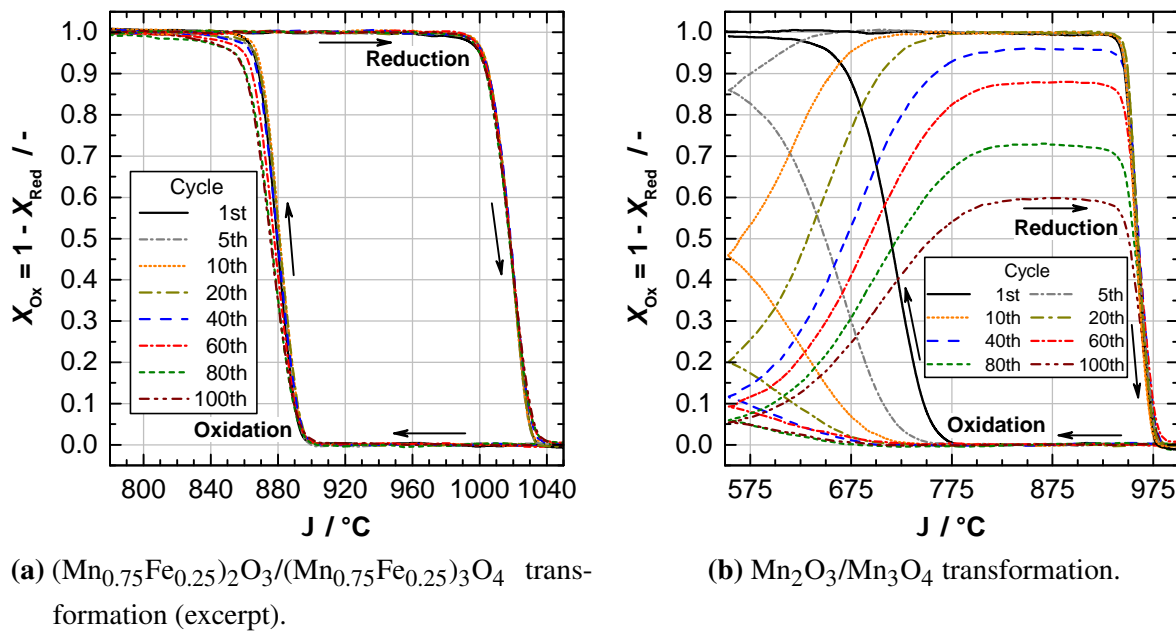 X_Ox = 1 - X_Red / -
1.0
0.9
0.8
0.7
0.6
0.5
0.4
0.3
0.2
0.1
0.0
Reduction
Cycle
1st
5th
10th
20th
40th
60th
80th
100th
Oxidation
780 800 840 880 920 960 1000 1040
J / °C
(a) (Mn0.75Fe0.25)2O3/(Mn0.75Fe0.25)3O4 trans-
formation (excerpt).
X_Ox = 1 - X_Red / -
1.0
0.9
0.8
0.7
0.6
0.5
0.4
0.3
0.2
0.1
0.0
Reduction
Cycle
1st 5th
10th 20th
40th 60th
80th 100th
Oxidation
575 675 775 875 975
J / °C
(b) Mn2O3/Mn3O4 transformation.